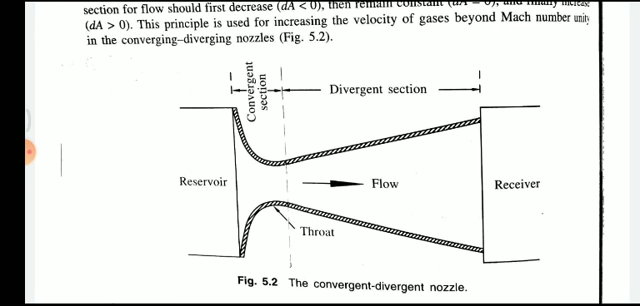 section for flow should first decrease (dA < 0), then remain constant (dA = 0), and finally increase
(dA > 0). This principle is used for increasing the velocity of gases beyond Mach number unity
in the converging–diverging nozzles (Fig. 5.2).
Convergent
section
Divergent section
Reservoir
Flow
Receiver
Throat
Fig. 5.2 The convergent-divergent nozzle.